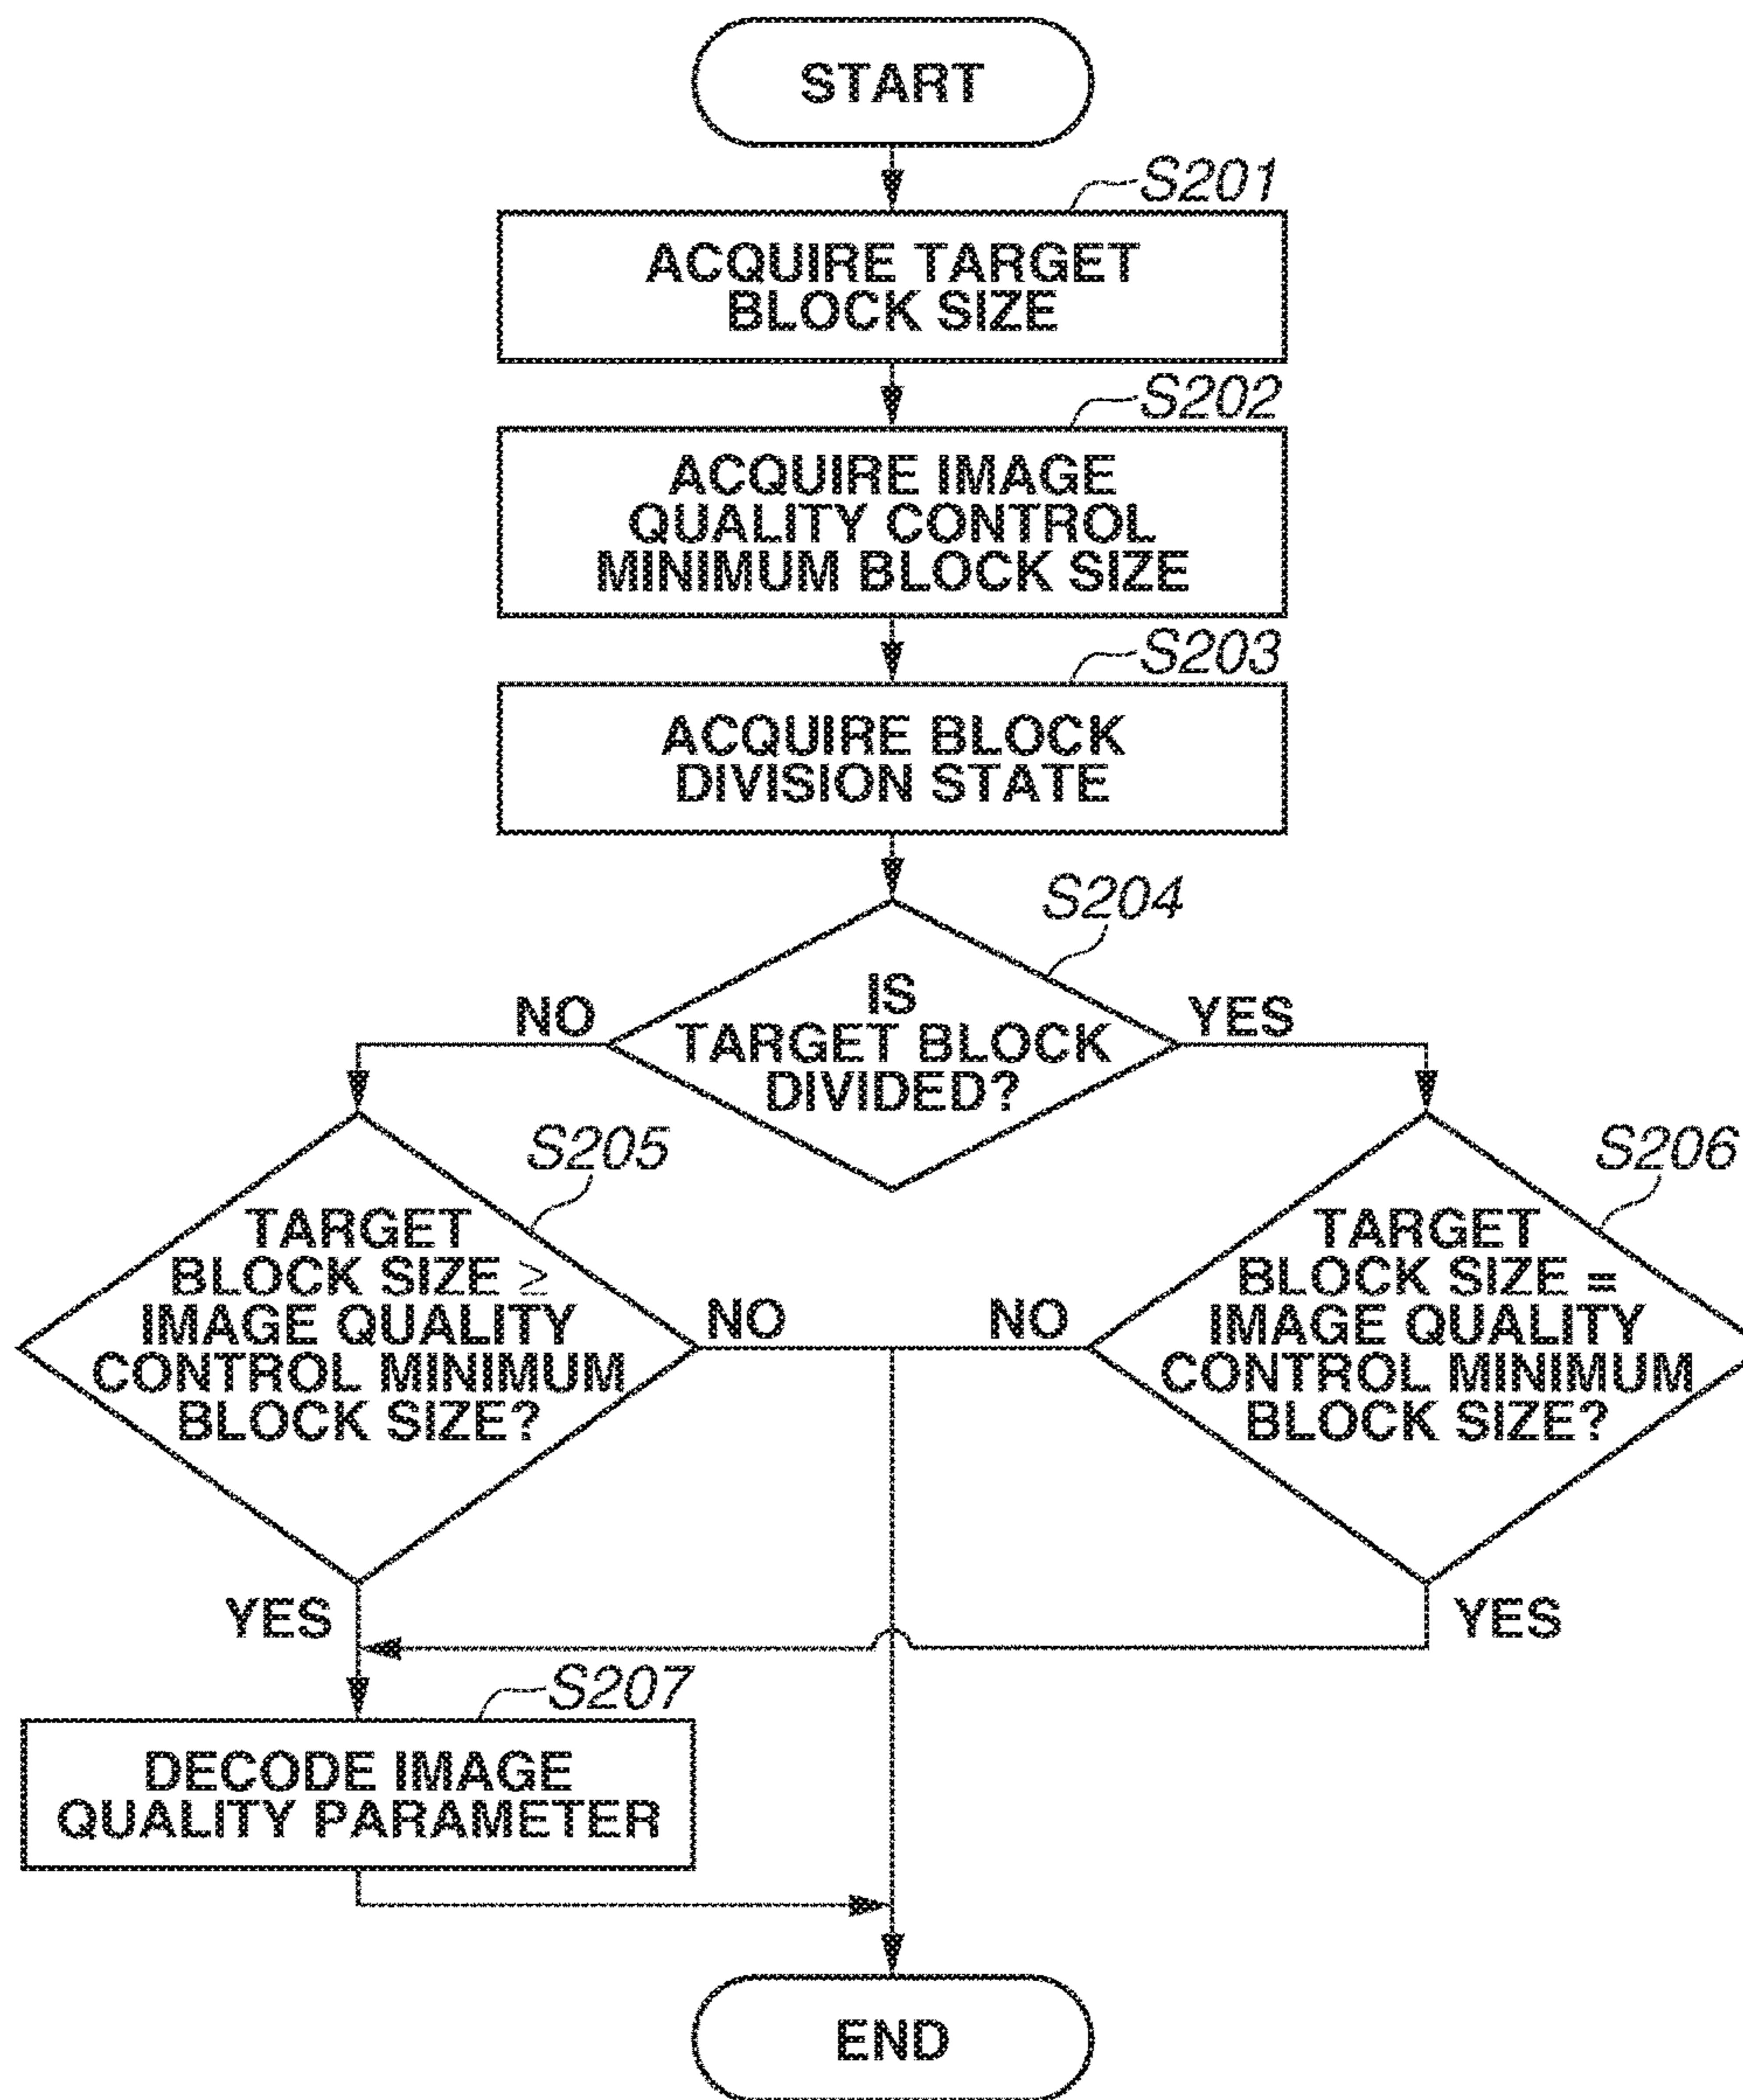 START
S201
ACQUIRE TARGET
BLOCK SIZE
S202
ACQUIRE IMAGE
QUALITY CONTROL
MINIMUM BLOCK SIZE
S203
ACQUIRE BLOCK
DIVISION STATE
S204
IS
TARGET BLOCK
DIVIDED?
NO
YES
S205
TARGET
BLOCK SIZE ≥
IMAGE QUALITY
CONTROL MINIMUM
BLOCK SIZE?
NO
YES
S206
TARGET
BLOCK SIZE =
IMAGE QUALITY
CONTROL MINIMUM
BLOCK SIZE?
NO
YES
S207
DECODE IMAGE
QUALITY PARAMETER
END